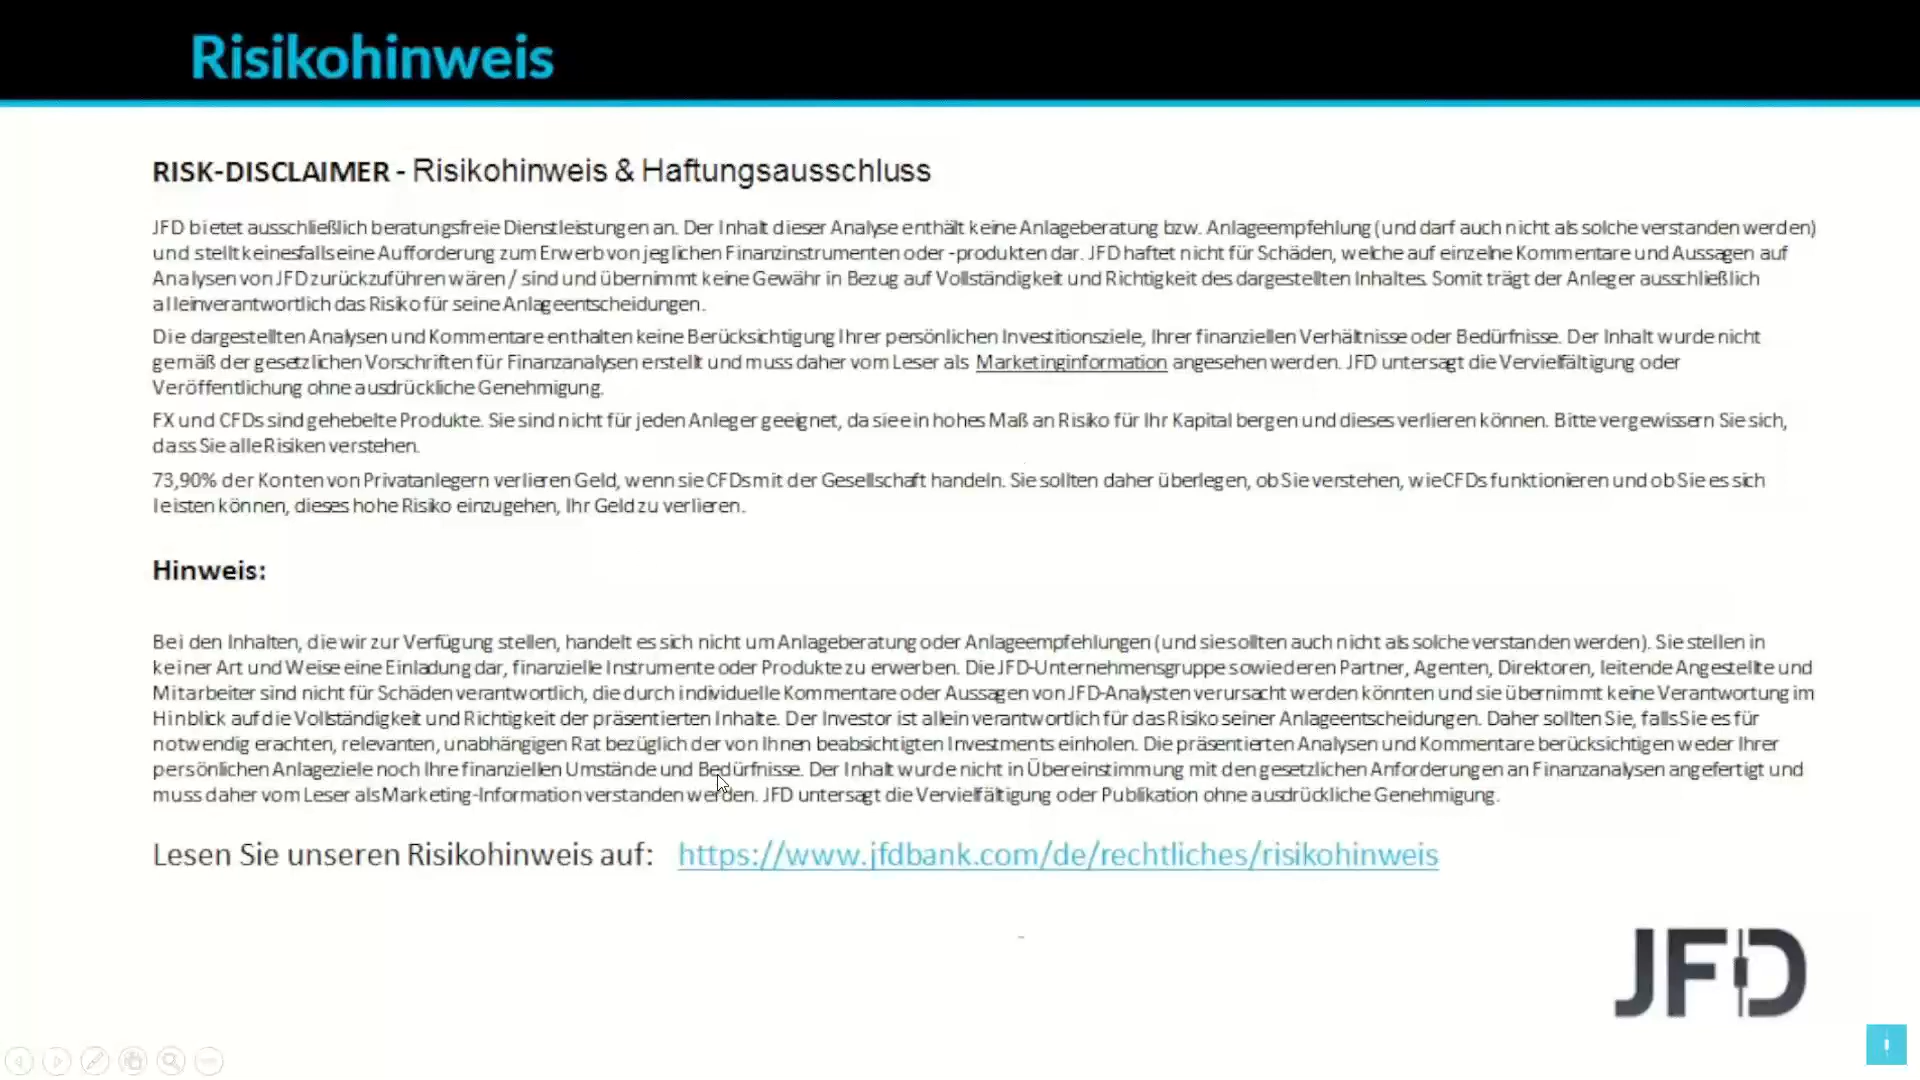 Risikohinweis
RISK-DISCLAIMER - Risikohinweis & Haftungsausschluss
JFD bietet ausschließlich beratungsfreie Dienstleistungen an. Der Inhalt dieser Analyse enthält keine Anlageberatung bzw. Anlageempfehlung (und darf auch nicht als solche verstanden werden)
und stellt keinesfalls eine Aufforderung zum Erwerb von jeglichen Finanzinstrumenten oder -produkten dar. JFD haftet nicht für Schäden, welche auf einzelne Kommentare und Aussagen auf
Analysen von JFD zurückzuführen wären / sind und übernimmt keine Gewähr in Bezug auf Vollständigkeit und Richtigkeit des dargestellten Inhaltes. Somit trägt der Anleger ausschließlich
alleinverantwortlich das Risiko für seine Anlageentscheidungen.
Die dargestellten Analysen und Kommentare enthalten keine Berücksichtigung Ihrer persönlichen Investitionsziele, Ihrer finanziellen Verhältnisse oder Bedürfnisse. Der Inhalt wurde nicht
gemäß der gesetzlichen Vorschriften für Finanzanalysen erstellt und muss daher vom Leser als Marketinginformation angesehen werden. JFD untersagt die Vervielfältigung oder
Veröffentlichung ohne ausdrückliche Genehmigung.
FX und CFDs sind gehebelte Produkte. Sie sind nicht für jeden Anleger geeignet, da sie ein hohes Maß an Risiko für Ihr Kapital bergen und dieses verlieren können. Bitte vergewissern Sie sich,
dass Sie alle Risiken verstehen.
73,90% der Konten von Privatanlegern verlieren Geld, wenn sie CFDs mit der Gesellschaft handeln. Sie sollten daher überlegen, ob Sie verstehen, wie CFDs funktionieren und ob Sie es sich
leisten können, dieses hohe Risiko einzugehen, Ihr Geld zu verlieren.
Hinweis:
Bei den Inhalten, die wir zur Verfügung stellen, handelt es sich nicht um Anlageberatung oder Anlageempfehlungen (und sie sollten auch nicht als solche verstanden werden). Sie stellen in
keiner Art und Weise eine Einladung dar, finanzielle Instrumente oder Produkte zu erwerben. Die JFD-Unternehmensgruppe sowie deren Partner, Agenten, Direktoren, leitende Angestellte und
Mitarbeiter sind nicht für Schäden verantwortlich, die durch individuelle Kommentare oder Aussagen von JFD-Analysten verursacht werden könnten und sie übernimmt keine Verantwortung im
Hinblick auf die Vollständigkeit und Richtigkeit der präsentierten Inhalte. Der Investor ist allein verantwortlich für das Risiko seiner Anlageentscheidungen. Daher sollten Sie, falls Sie es für
notwendig erachten, relevanten, unabhängigen Rat bezüglich der von Ihnen beabsichtigten Investments einholen. Die präsentierten Analysen und Kommentare berücksichtigen weder Ihrer
persönlichen Anlageziele noch Ihre finanziellen Umstände und Bedürfnisse. Der Inhalt wurde nicht in Übereinstimmung mit den gesetzlichen Anforderungen an Finanzanalysen angefertigt und
muss daher vom Leser als Marketing-Information verstanden werden. JFD untersagt die Vervielfältigung oder Publikation ohne ausdrückliche Genehmigung.
Lesen Sie unseren Risikohinweis auf: https://www.jfdbank.com/de/rechtliches/risikohinweis
JFD